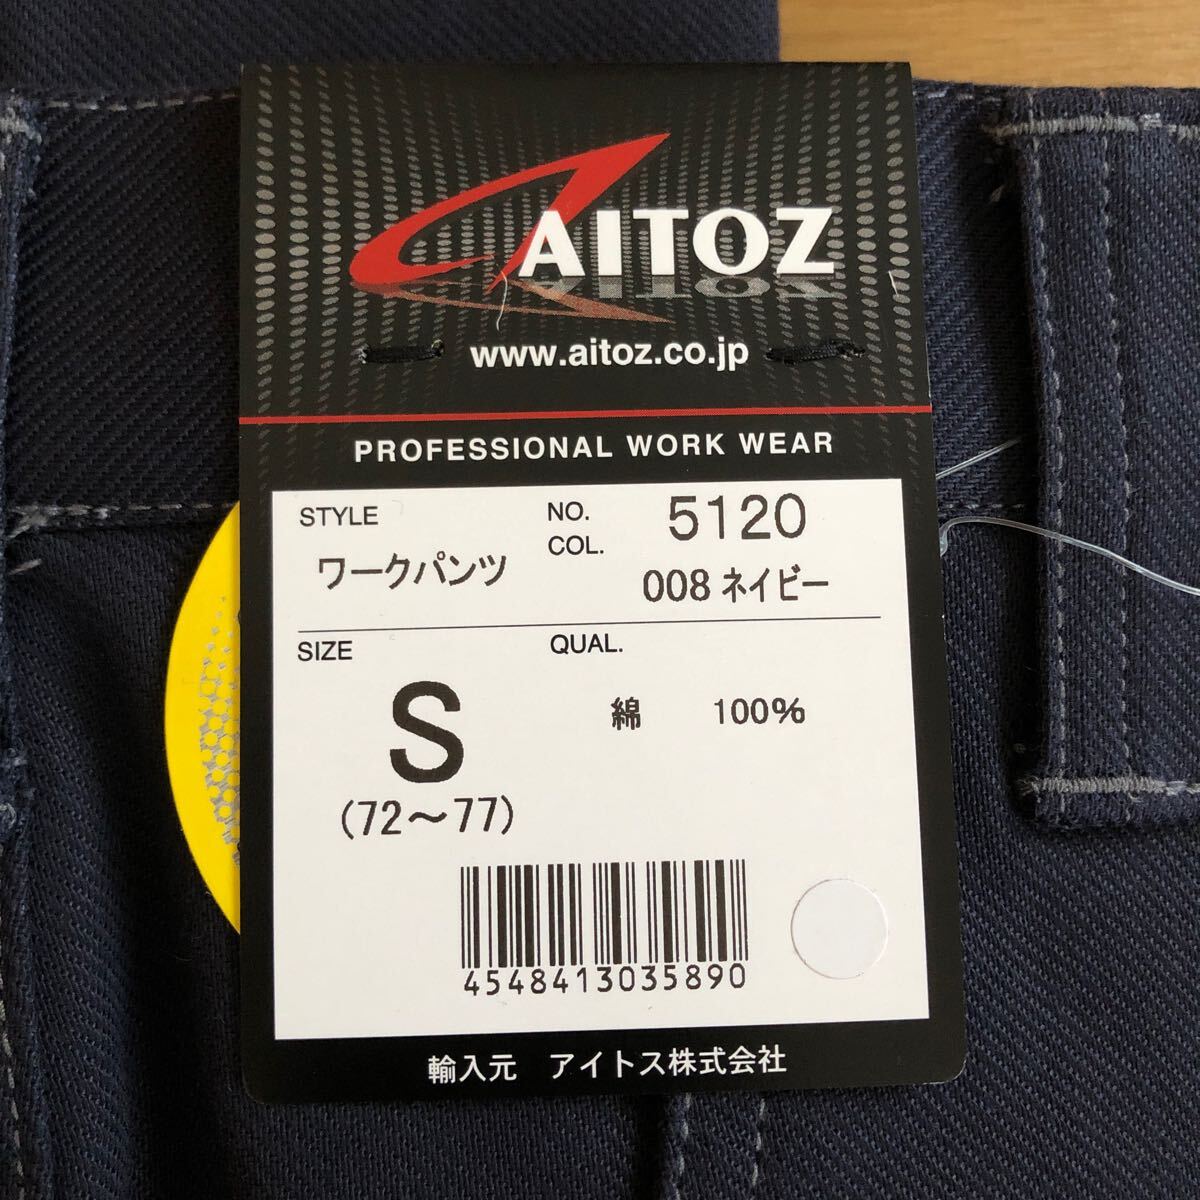 AITOZ
www.aitoz.co.jp
PROFESSIONAL WORK WEAR
STYLE
ワークパンツ
NO. 5120
COL.
008 ネイビー
SIZE
S
(72～77)
QUAL.
綿 100%
4548413035890
輸入元 アイトス株式会社